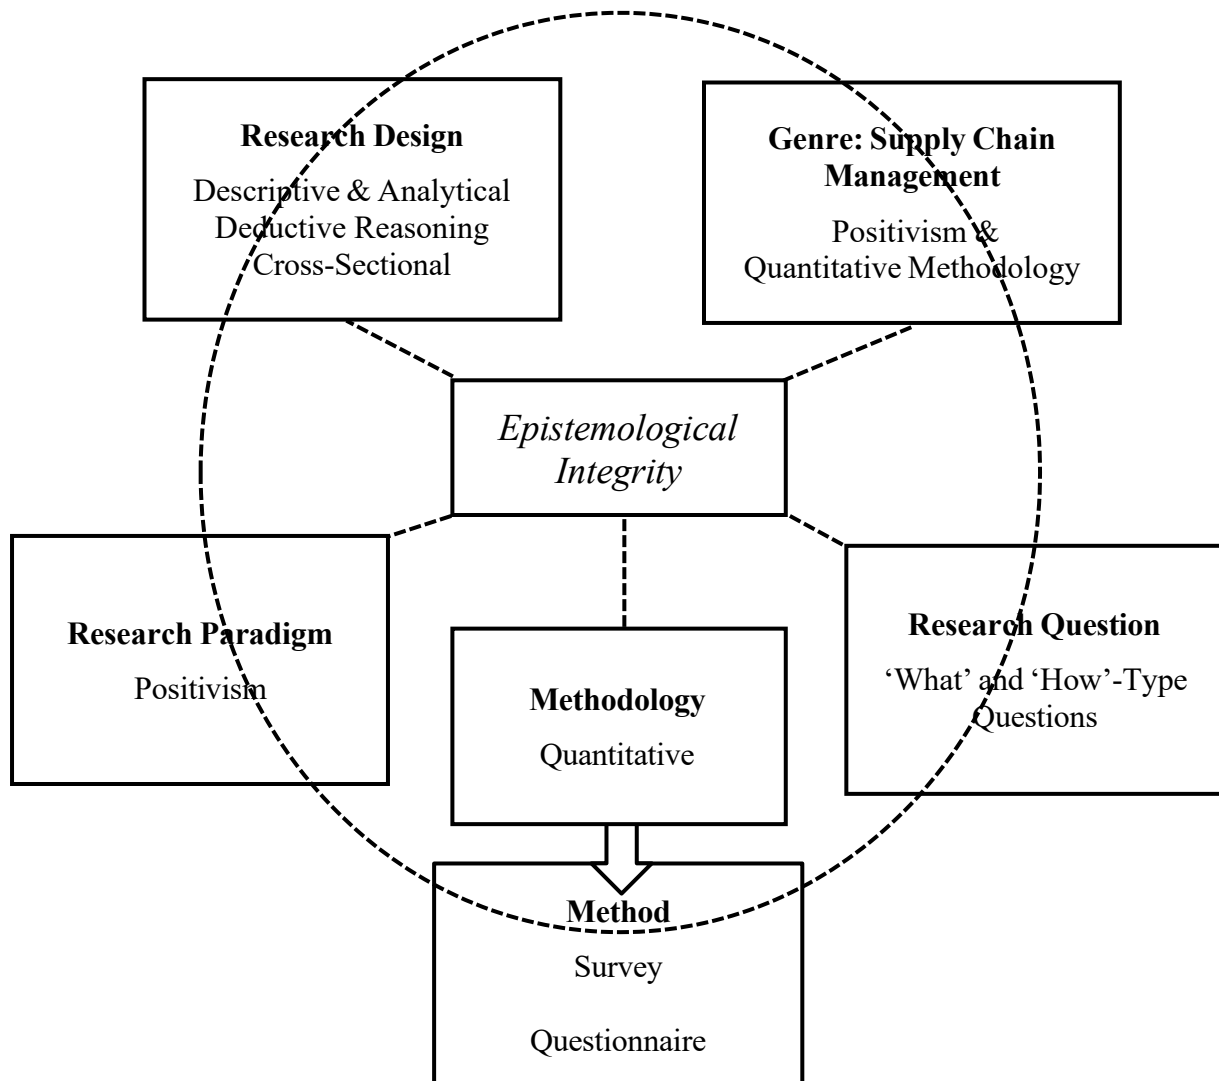 Research Design
Descriptive & Analytical
Deductive Reasoning
Cross-Sectional
Genre: Supply Chain
Management
Positivism &
Quantitative Methodology
Epistemological
Integrity
Research Paradigm
Positivism
Methodology
Quantitative
Research Question
‘What’ and ‘How’-Type
Questions
Method
Survey
Questionnaire